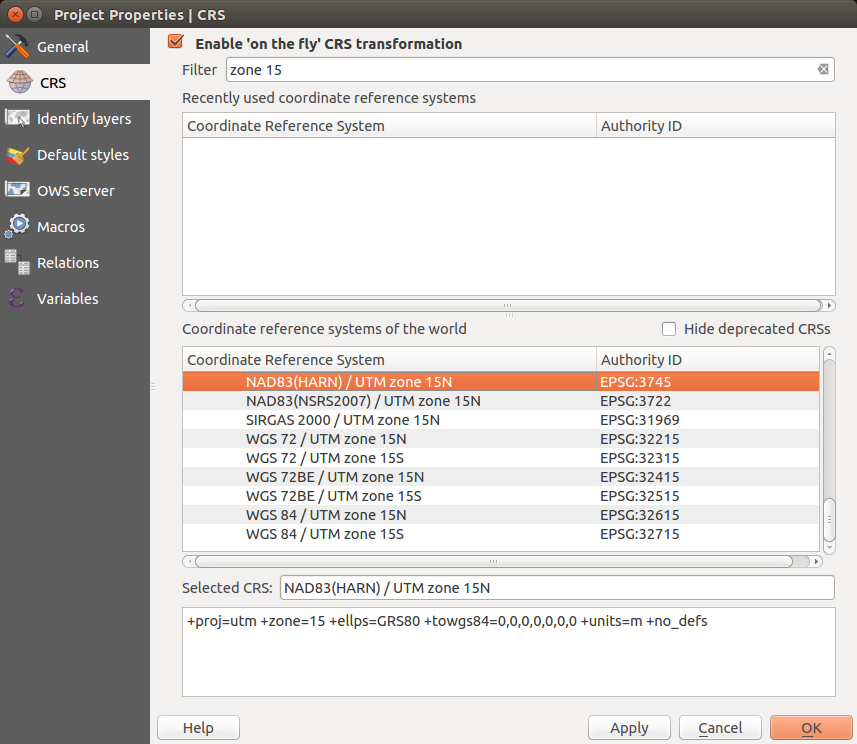 Project Properties | CRS
General
CRS
Identify layers
Default styles
OWS server
Macros
Relations
Variables
Enable 'on the fly' CRS transformation
Filter zone 15
Recently used coordinate reference systems
Coordinate Reference System Authority ID
Coordinate reference systems of the world Hide deprecated CRSs
Coordinate Reference System Authority ID
NAD83(HARN) / UTM zone 15N EPSG:3745
NAD83(NSRS2007) / UTM zone 15N EPSG:3722
SIRGAS 2000 / UTM zone 15N EPSG:31969
WGS 72 / UTM zone 15N EPSG:32215
WGS 72 / UTM zone 15S EPSG:32315
WGS 72BE / UTM zone 15N EPSG:32415
WGS 72BE / UTM zone 15S EPSG:32515
WGS 84 / UTM zone 15N EPSG:32615
WGS 84 / UTM zone 15S EPSG:32715
Selected CRS: NAD83(HARN) / UTM zone 15N
+proj=utm +zone=15 +ellps=GRS80 +towgs84=0,0,0,0,0,0,0 +units=m +no_defs
Help Apply Cancel OK